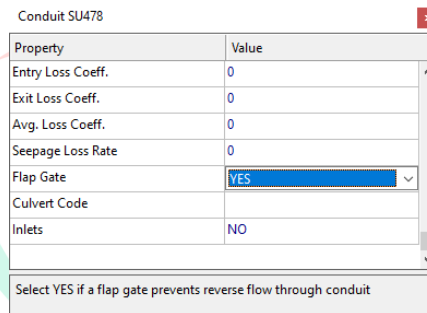 Conduit SU478
Property Value
Entry Loss Coeff. 0
Exit Loss Coeff. 0
Avg. Loss Coeff. 0
Seepage Loss Rate 0
Flap Gate YES
Culvert Code
Inlets NO
Select YES if a flap gate prevents reverse flow through conduit